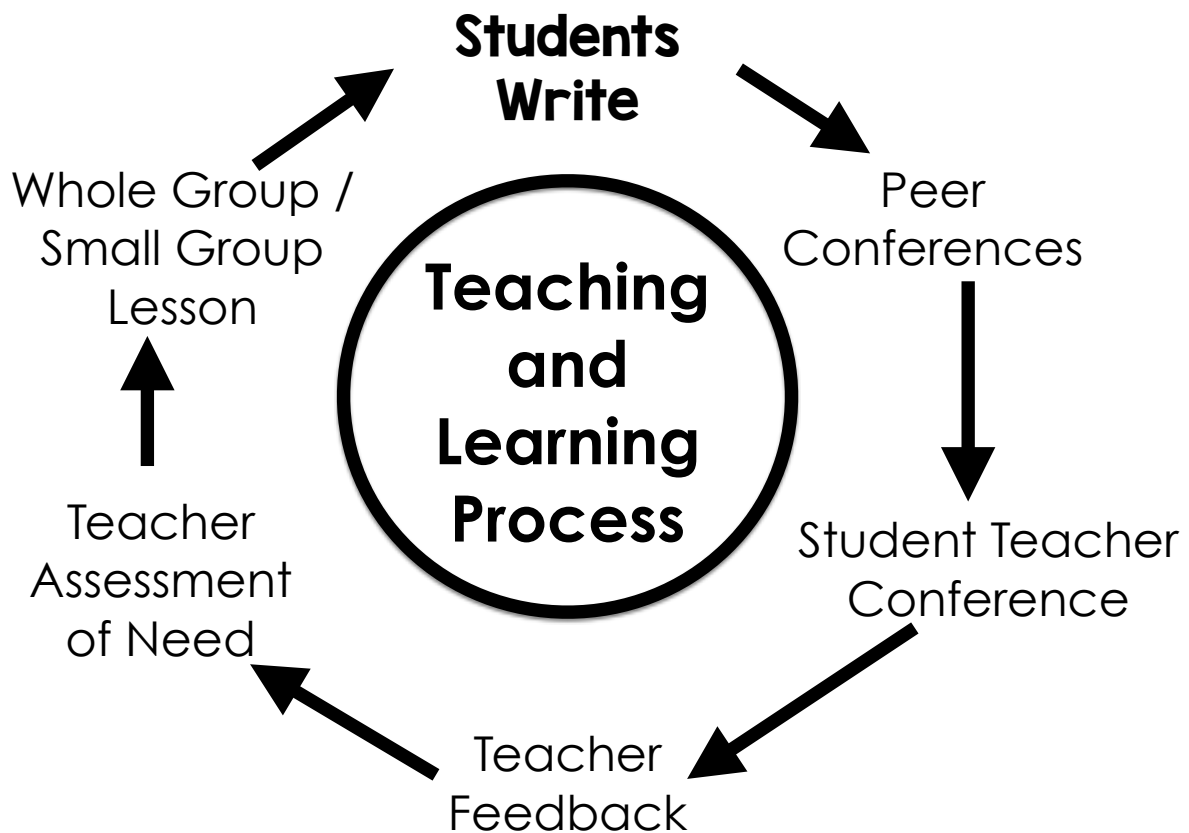 Students
Write
Peer
Conferences
Student Teacher
Conference
Teacher
Feedback
Teacher
Assessment
of Need
Whole Group /
Small Group
Lesson
Teaching
and
Learning
Process